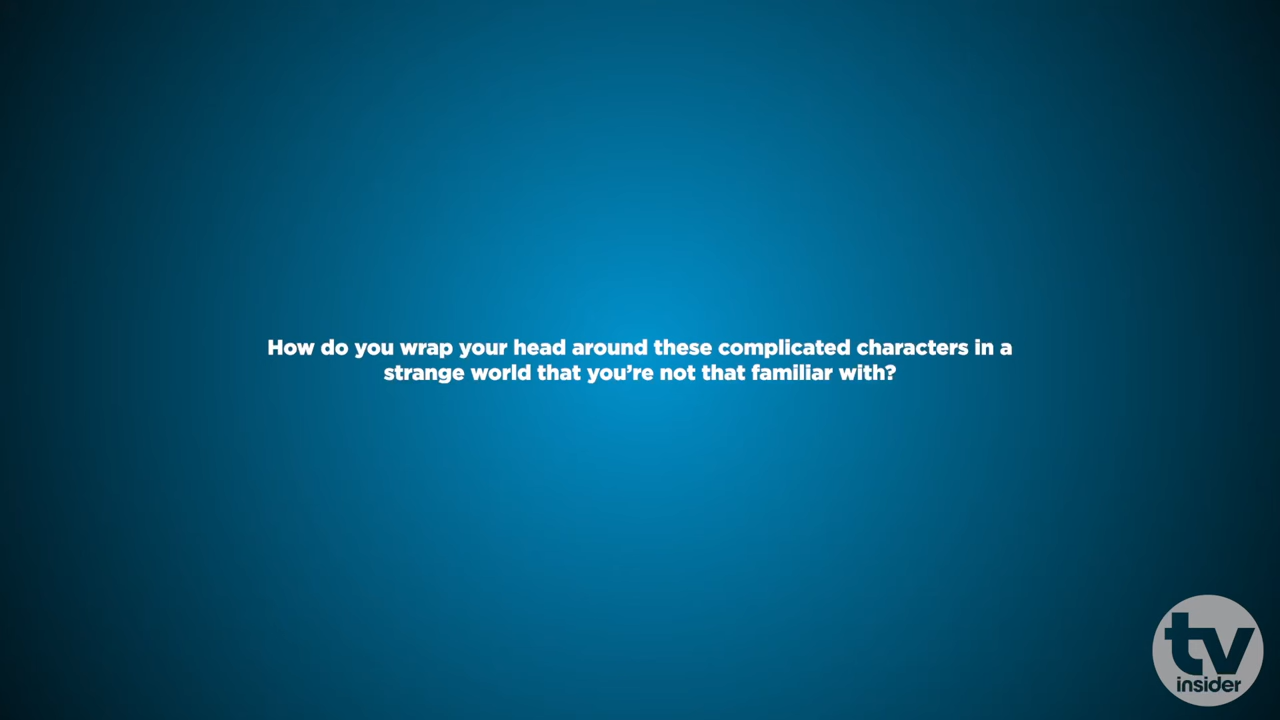 How do you wrap your head around these complicated characters in a
strange world that you’re not that familiar with?
tv
insider